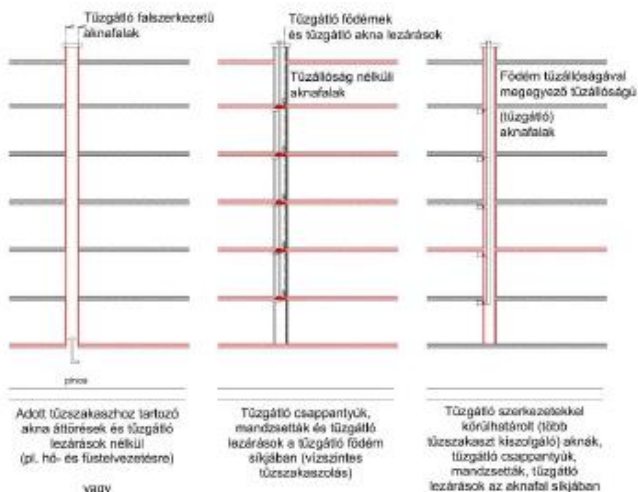 Tűzgátló falszerkezetű
aknafalak
Tűzgátló födémek
és tűzgátló akna lezárások
Tűzállóság nélküli
aknafalak
Födém tűzállóságával
megegyező tűzállóságú
(tűzgátló)
aknafalak
pince
Adott tűzszakaszhoz tartozó
akna áttörések és tűzgátló
lezárások nélkül
(pl. hő- és füstelvezetésre)
vagy
Tűzgátló csappantyúk,
mandzsetták és tűzgátló
lezárások a tűzgátló födém
síkjában (vízszintes
tűzszakaszolás)
Tűzgátló szerkezetekkel
körülhatárolt (több
tűzszakaszt kiszolgáló) aknák,
tűzgátló csappantyúk,
mandzsetták, tűzgátló
lezárások az aknafal síkjában